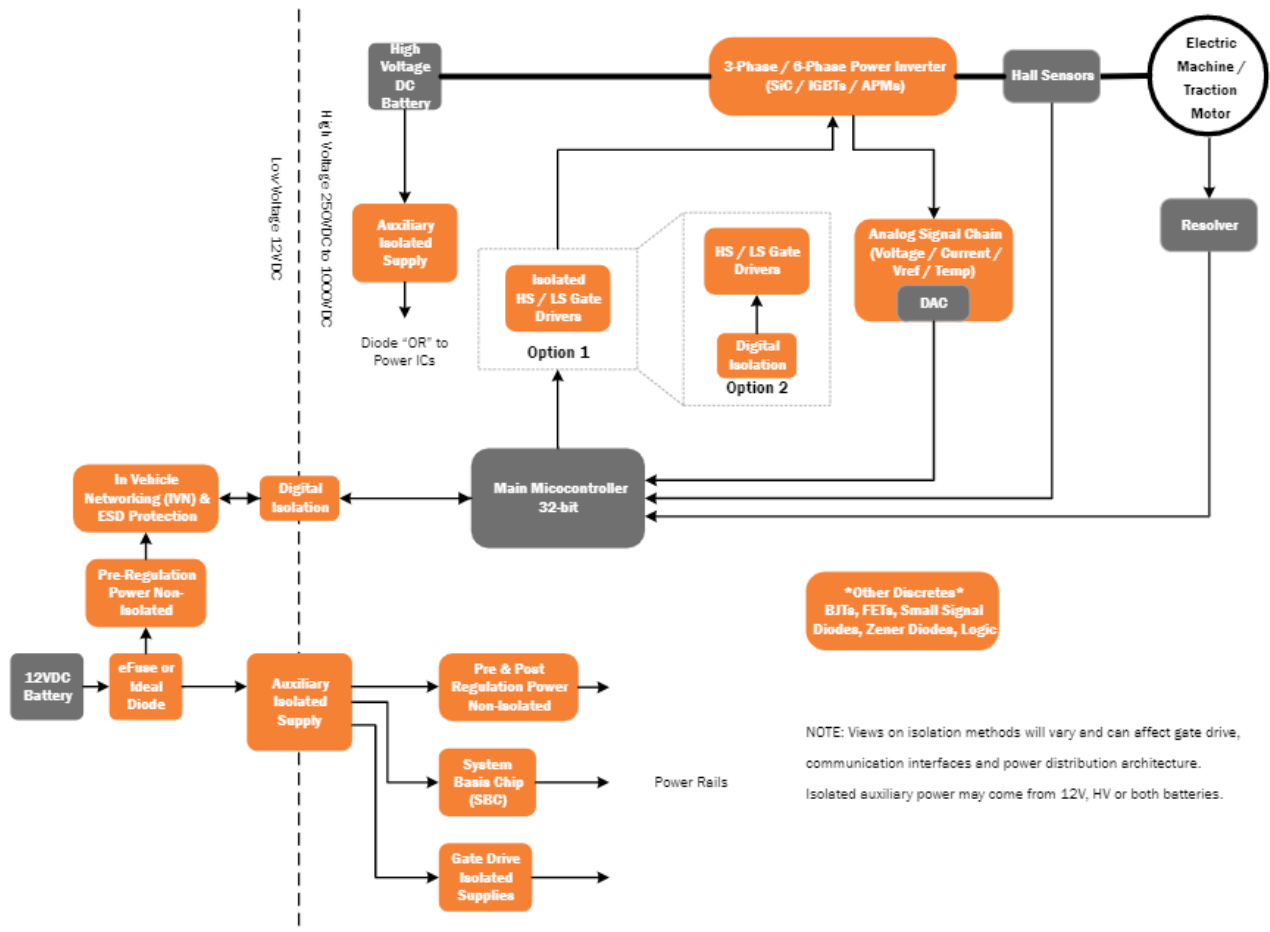 High
Voltage
DC
Battery
3-Phase / 6-Phase Power Inverter
(SiC / IGBTs / APMs)
Hall Sensors
Electric
Machine /
Traction
Motor
Low Voltage 12VDC
High Voltage 250VDC to 1000VDC
Auxiliary
Isolated
Supply
Diode “OR” to
Power ICs
Isolated
HS / LS Gate
Drivers
Option 1
HS / LS Gate
Drivers
Digital
Isolation
Option 2
Analog Signal Chain
(Voltage / Current /
Vref / Temp)
DAC
Resolver
In Vehicle
Networking (IVN) &
ESD Protection
Digital
Isolation
Main Micocontroller
32-bit
Pre-Regulation
Power Non-
Isolated
*Other Discretes*
BJTs, FETs, Small Signal
Diodes, Zener Diodes, Logic
12VDC
Battery
eFuse or
Ideal
Diode
Auxiliary
Isolated
Supply
Pre & Post
Regulation Power
Non-Isolated
System
Basis Chip
(SBC)
Power Rails
Gate Drive
Isolated
Supplies
NOTE: Views on isolation methods will vary and can affect gate drive,
communication interfaces and power distribution architecture.
Isolated auxiliary power may come from 12V, HV or both batteries.